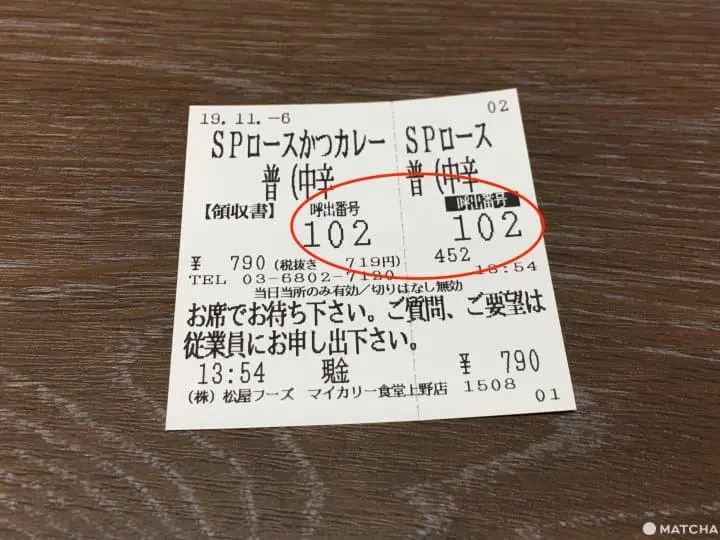 19.11.-6 02
SPロースかつカレー SPロース
普(中辛 普(中辛
【領収書】 呼出番号 呼出番号
102 102
¥ 790(税抜き 719円) 452
TEL 03-6802-7180 13:54
当日当所のみ有効/切りはなし無効
お席でお待ち下さい。ご質問、ご要望は
従業員にお申し出下さい。
13:54 現金 ¥ 790
(株)松屋フーズ マイカリー食堂上野店 1508
01
MATCHA